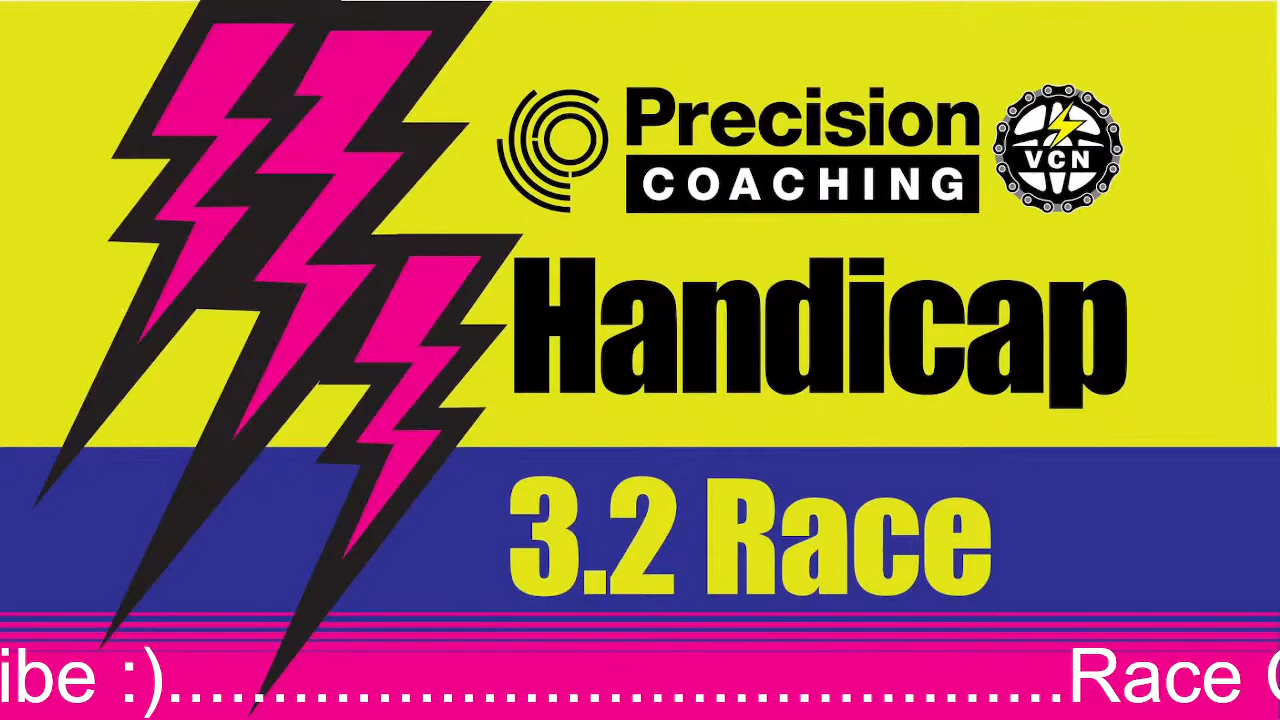 Precision
COACHING
VCN
Handicap
3.2 Race
ibe :)...................................................Race